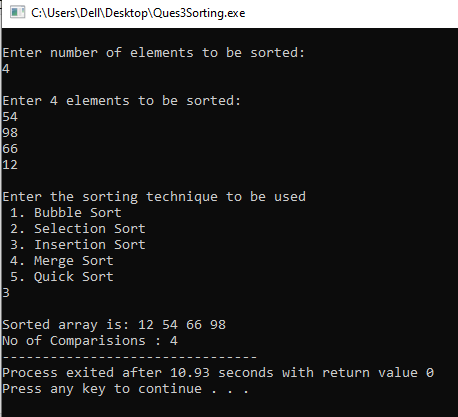 C:\Users\Dell\Desktop\Ques3Sorting.exe
Enter number of elements to be sorted:
4
Enter 4 elements to be sorted:
54
98
66
12
Enter the sorting technique to be used
1. Bubble Sort
2. Selection Sort
3. Insertion Sort
4. Merge Sort
5. Quick Sort
3
Sorted array is: 12 54 66 98
No of Comparisions : 4
--------------------------------
Process exited after 10.93 seconds with return value 0
Press any key to continue . . .